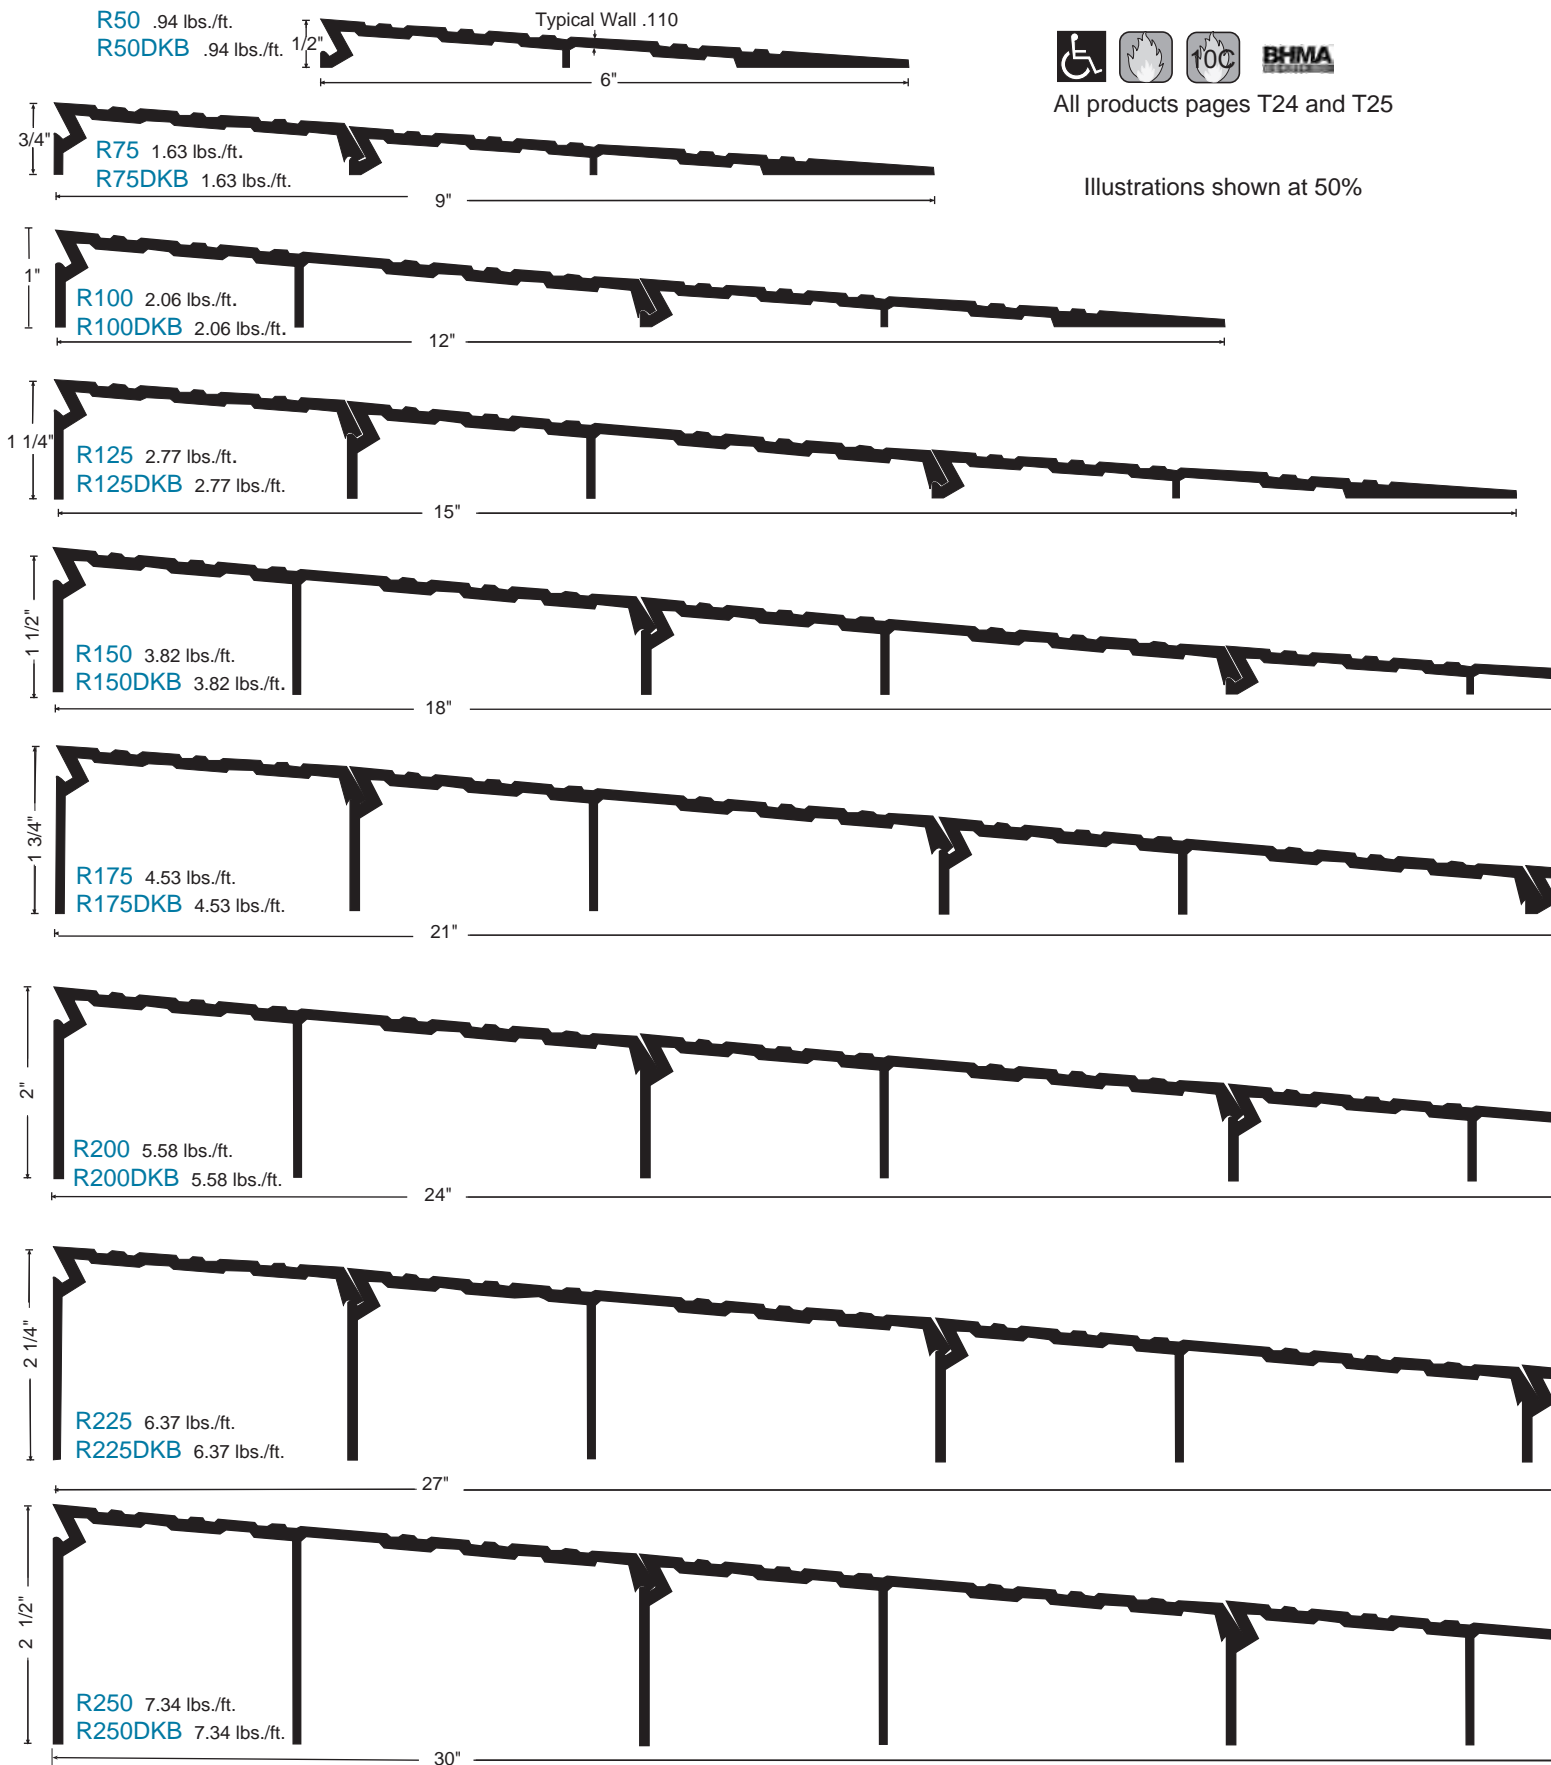 R50 .94 lbs./ft.
R50DKB .94 lbs./ft.
1/2"
Typical Wall .110
6"
10C
BHMA
All products pages T24 and T25
Illustrations shown at 50%
3/4"
R75 1.63 lbs./ft.
R75DKB 1.63 lbs./ft.
9"
1"
R100 2.06 lbs./ft.
R100DKB 2.06 lbs./ft.
12"
1 1/4"
R125 2.77 lbs./ft.
R125DKB 2.77 lbs./ft.
15"
1 1/2"
R150 3.82 lbs./ft.
R150DKB 3.82 lbs./ft.
18"
1 3/4"
R175 4.53 lbs./ft.
R175DKB 4.53 lbs./ft.
21"
2"
R200 5.58 lbs./ft.
R200DKB 5.58 lbs./ft.
24"
2 1/4"
R225 6.37 lbs./ft.
R225DKB 6.37 lbs./ft.
27"
2 1/2"
R250 7.34 lbs./ft.
R250DKB 7.34 lbs./ft.
30"